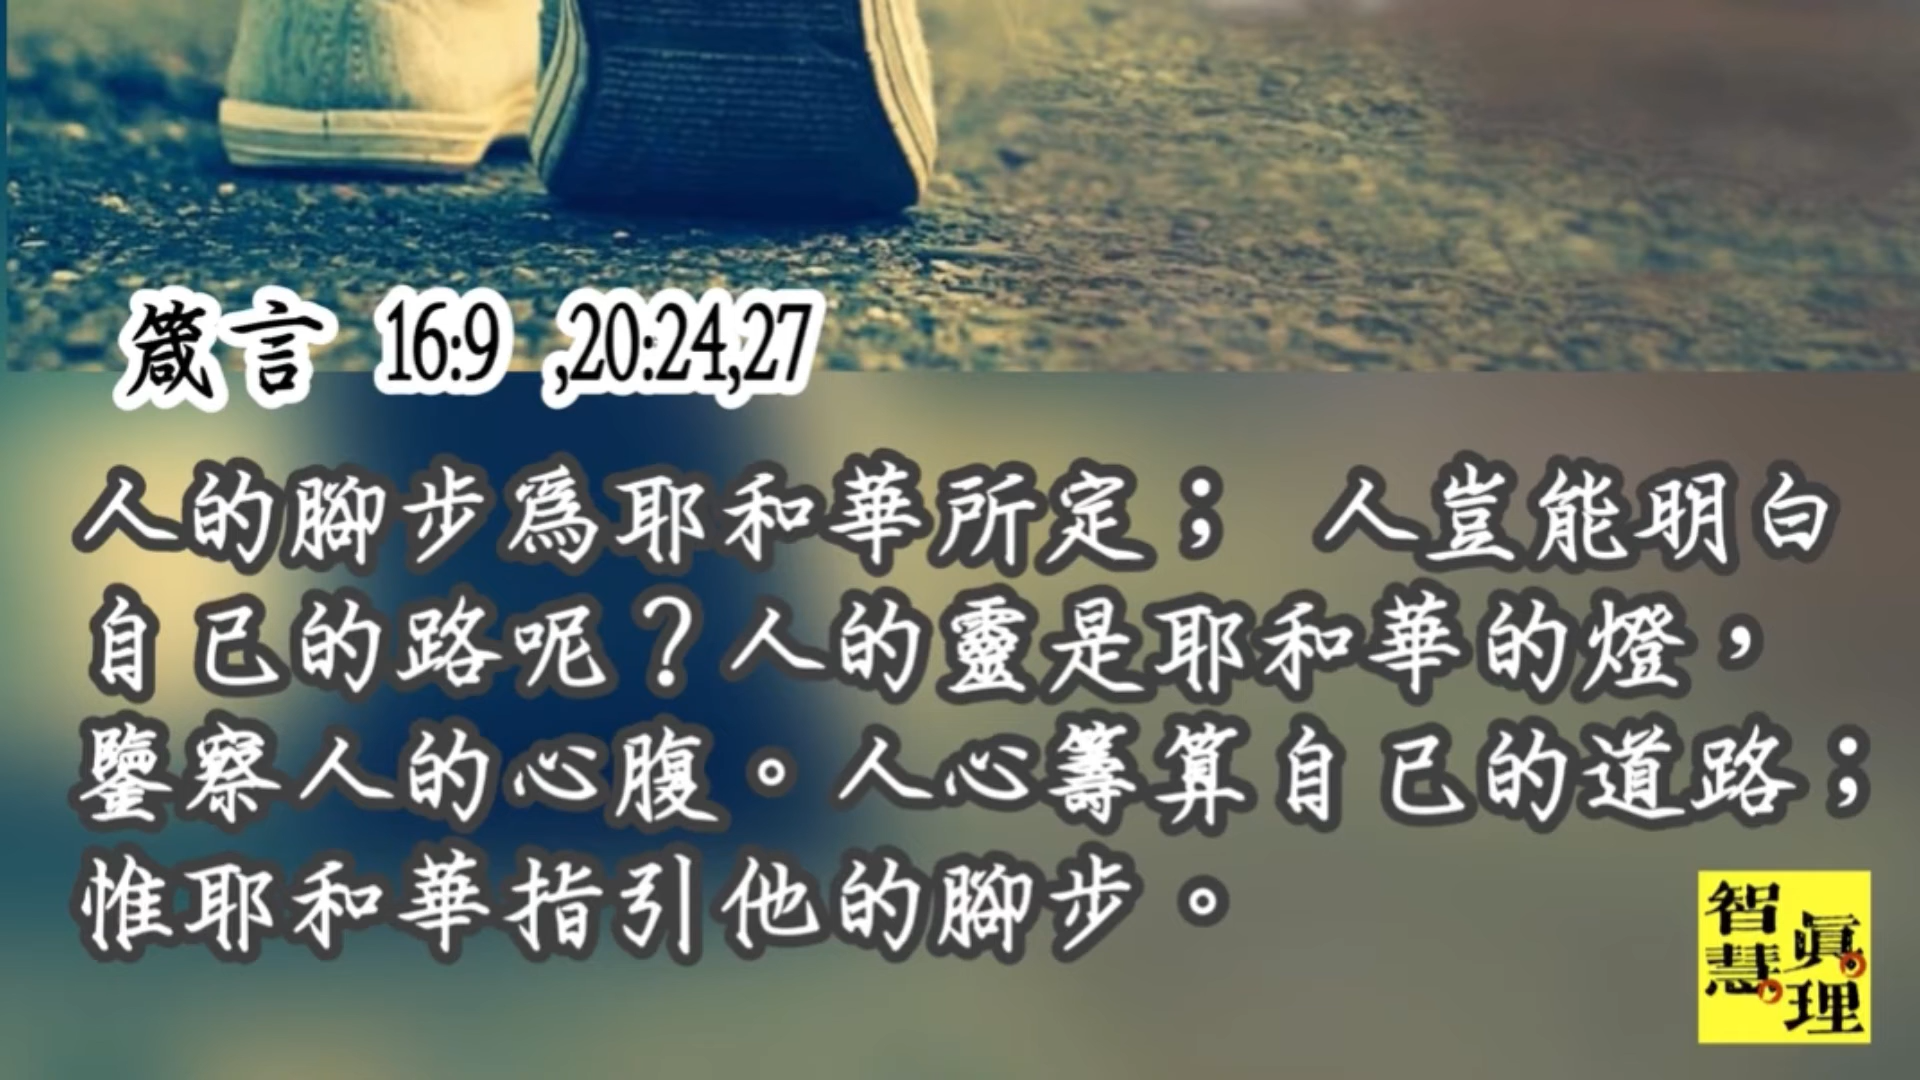 箴言 16:9 ,20:24,27
人的腳步爲耶和華所定； 人豈能明白
自己的路呢？人的靈是耶和華的燈，
鑒察人的心腹。人心籌算自己的道路；
惟耶和華指引他的腳步。
智慧
眞理